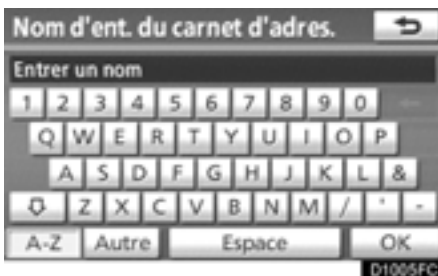 Nom d'ent. du carnet d'adres.
Entrer un nom
1 2 3 4 5 6 7 8 9 0
Q W E R T Y U I O P
A S D F G H J K L &
Z X C V B N M / ' -
A-Z Autre Espace OK
D1005FC